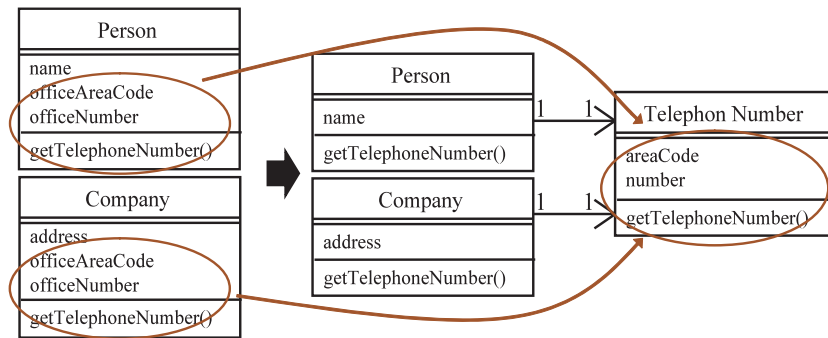 Person
name
officeAreaCode
officeNumber
getTelephoneNumber()
Company
address
officeAreaCode
officeNumber
getTelephoneNumber()
Person
name
getTelephoneNumber()
Company
address
getTelephoneNumber()
1 1
1 1
Telephon Number
areaCode
number
getTelephoneNumber()